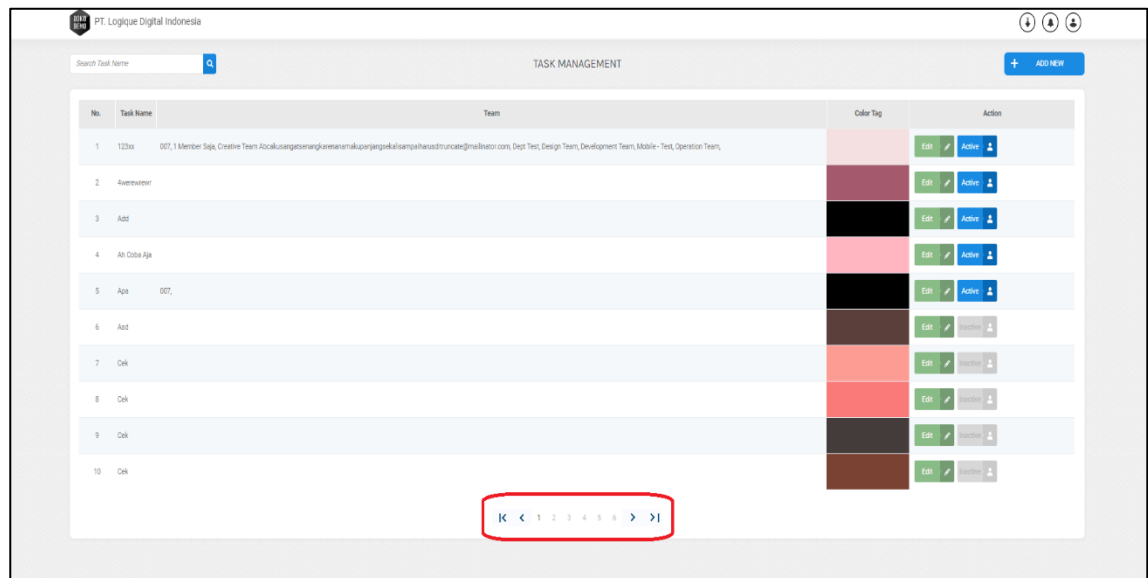 DOKU
DEMO
PT. Logique Digital Indonesia
Search Task Name
TASK MANAGEMENT
+ ADD NEW
No. Task Name Team Color Tag Action
1 123xx 007, 1 Member Saja, Creative Team Abcakusangatsenangkarenanamakupanjangsekalisampaiharusditruncate@mailinator.com, Dept Test, Design Team, Development Team, Mobile - Test, Operation Team, Edit Active
2 4werewrewr Edit Active
3 Add Edit Active
4 Ah Coba Aja Edit Active
5 Apa 007, Edit Active
6 Asd Edit Inactive
7 Cek Edit Inactive
8 Cek Edit Inactive
9 Cek Edit Inactive
10 Cek Edit Inactive
1 2 3 4 5 6